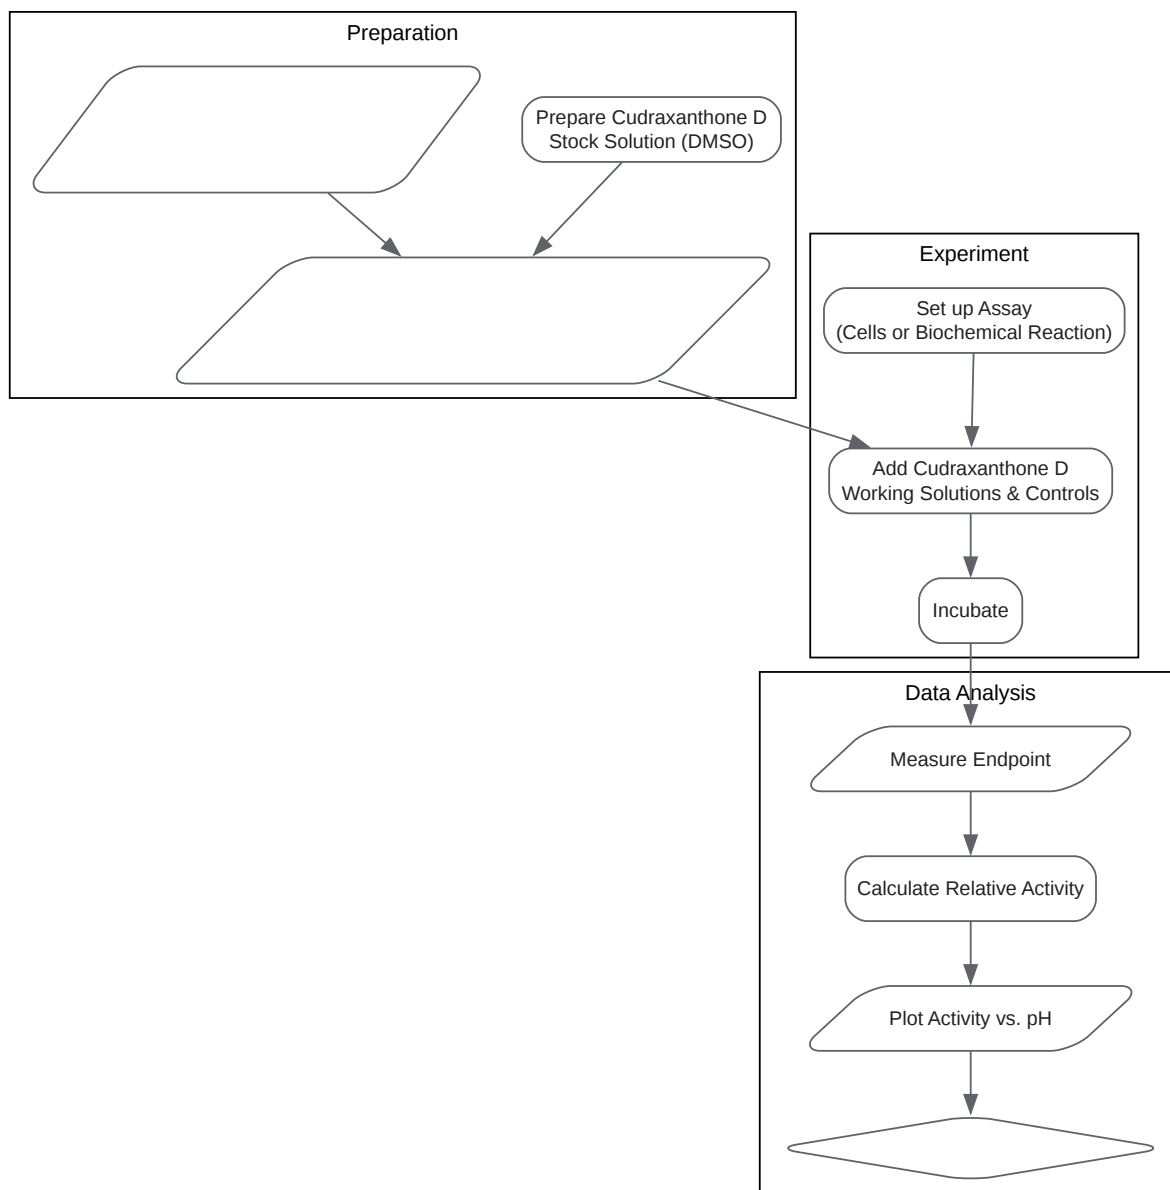 Preparation
Prepare Cudraxanthone D
Stock Solution (DMSO)
Experiment
Set up Assay
(Cells or Biochemical Reaction)
Add Cudraxanthone D
Working Solutions & Controls
Incubate
Data Analysis
Measure Endpoint
Calculate Relative Activity
Plot Activity vs. pH